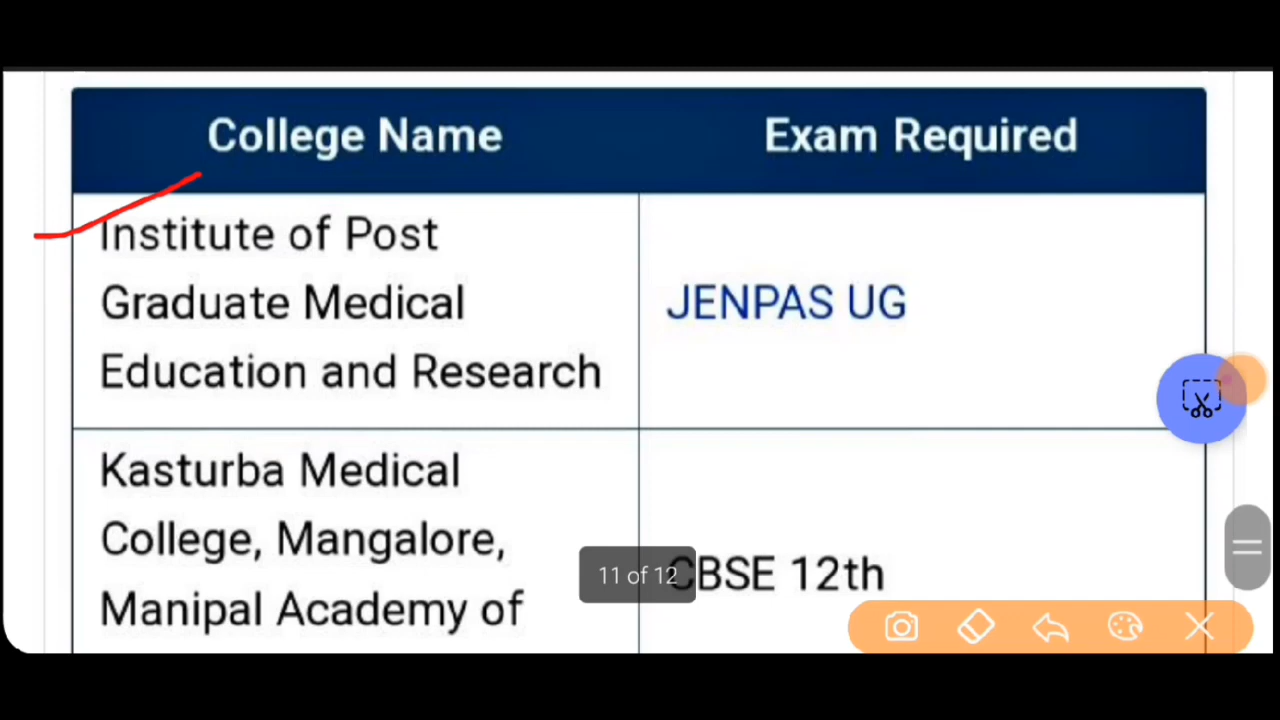 College Name
Exam Required
Institute of Post
Graduate Medical
Education and Research
JENPAS UG
Kasturba Medical
College, Mangalore,
Manipal Academy of
CBSE 12th
11 of 12